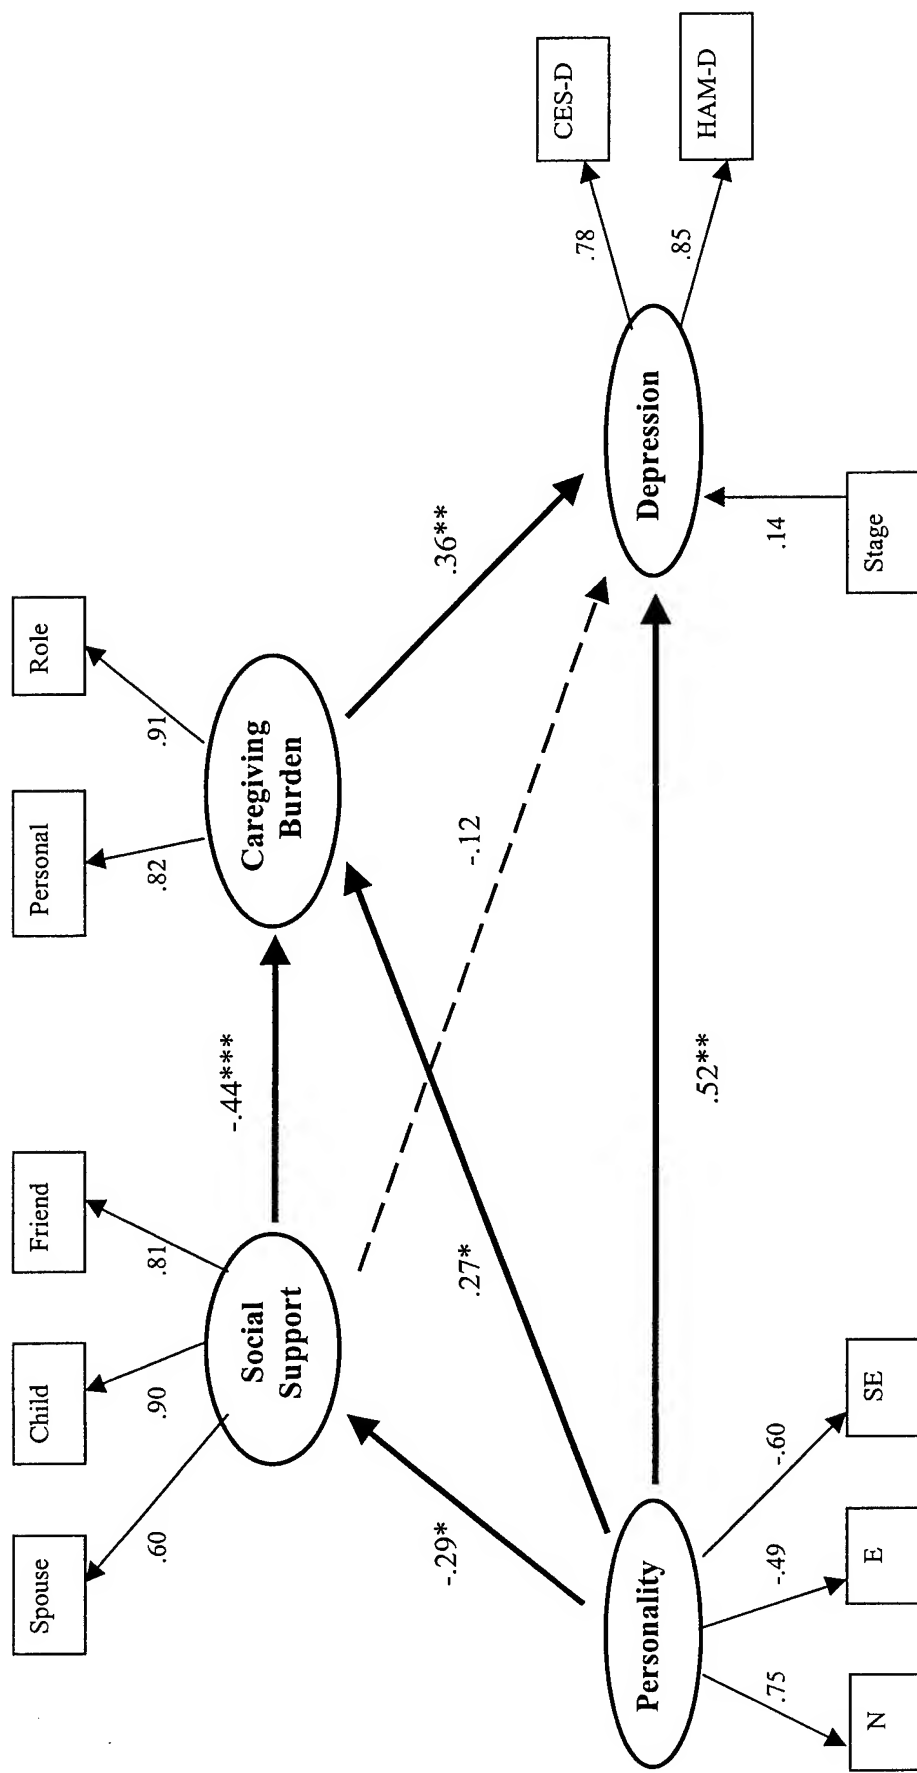 Spouse
Child
Friend
Personal
Role
.60
.90
.81
.82
.91
Social
Support
-.44***
Caregiving
Burden
-.29*
.27*
-.12
.36**
Personality
.52**
Depression
.78
.85
CES-D
HAM-D
.75
-.49
-.60
.14
N
E
SE
Stage